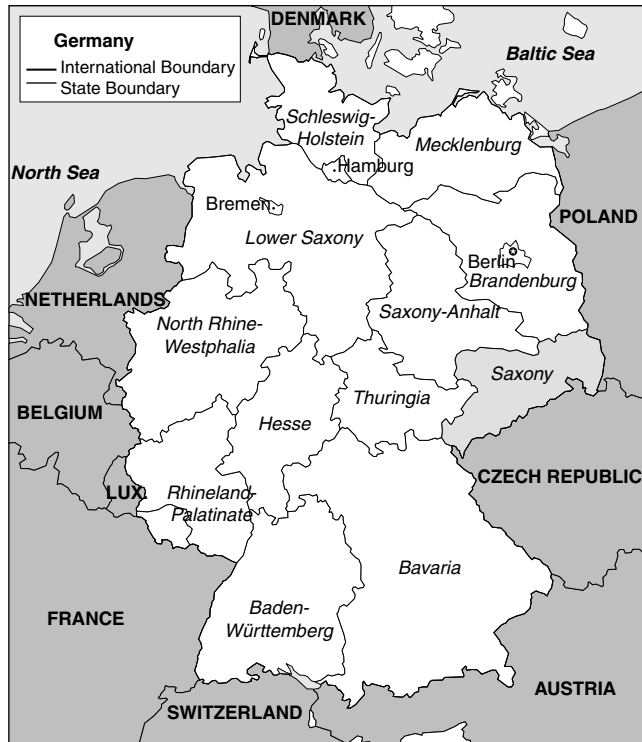 DENMARK
Germany
International Boundary
State Boundary
Baltic Sea
Schleswig-
Holstein
Mecklenburg
Hamburg
North Sea
Bremen
POLAND
Lower Saxony
Berlin
Brandenburg
NETHERLANDS
North Rhine-
Westphalia
Saxony-Anhalt
Saxony
BELGIUM
Thuringia
Hesse
CZECH REPUBLIC
LUX.
Rhineland-
Palatinate
Bavaria
FRANCE
Baden-
Württemberg
AUSTRIA
SWITZERLAND